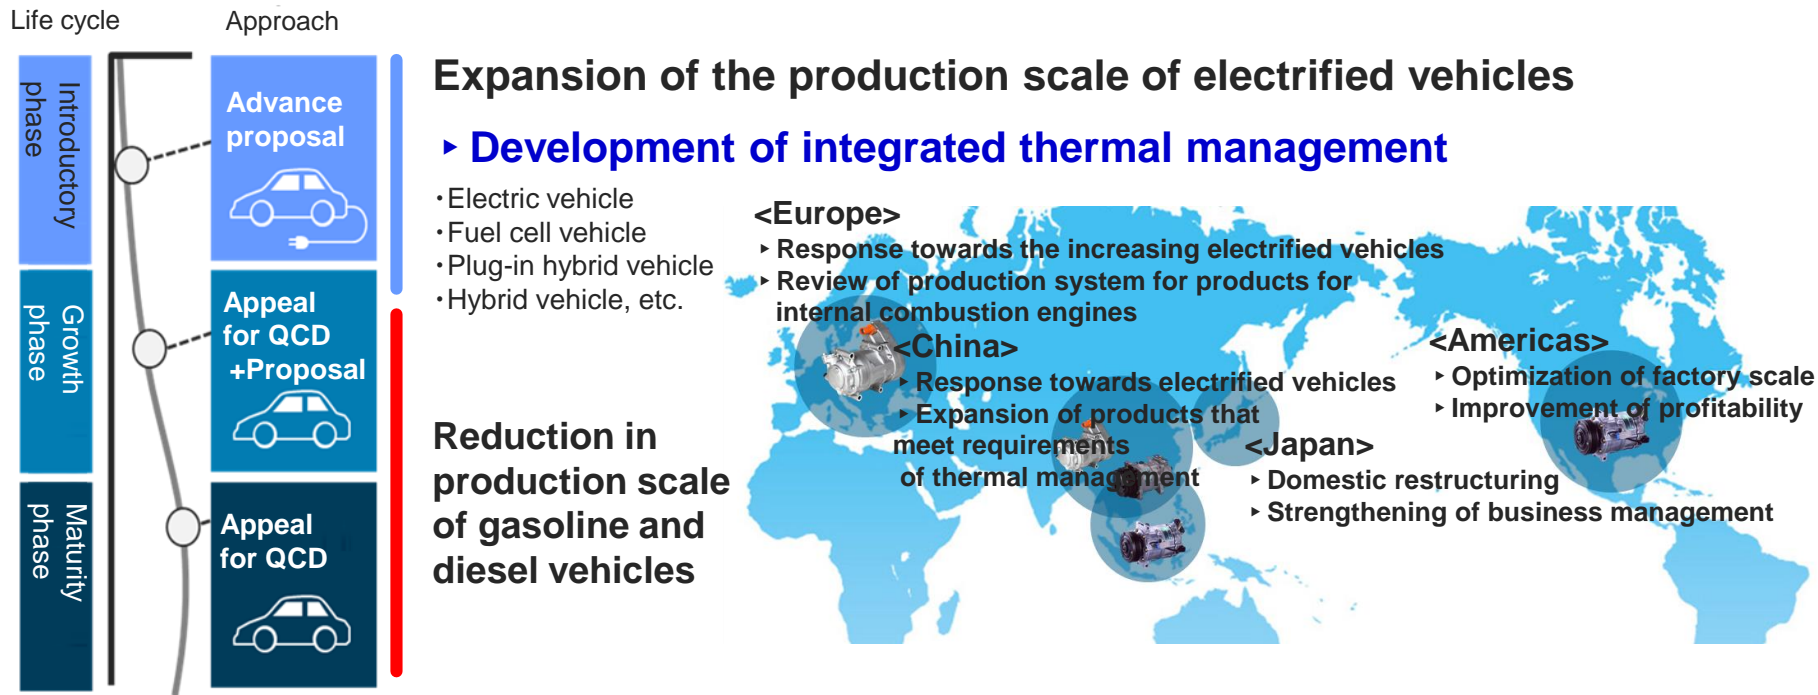 Life cycle
Approach
Introductory
phase
Growth
phase
Maturity
phase
Advance
proposal
Appeal
for QCD
+Proposal
Appeal
for QCD
Expansion of the production scale of electrified vehicles
‣ Development of integrated thermal management
・Electric vehicle
・Fuel cell vehicle
・Plug-in hybrid vehicle
・Hybrid vehicle, etc.
Reduction in
production scale
of gasoline and
diesel vehicles
<Europe>
‣ Response towards the increasing electrified vehicles
‣ Review of production system for products for
internal combustion engines
<China>
‣ Response towards electrified vehicles
‣ Expansion of products that
meet requirements
of thermal management
<Japan>
‣ Domestic restructuring
‣ Strengthening of business management
<Americas>
‣ Optimization of factory scale
‣ Improvement of profitability